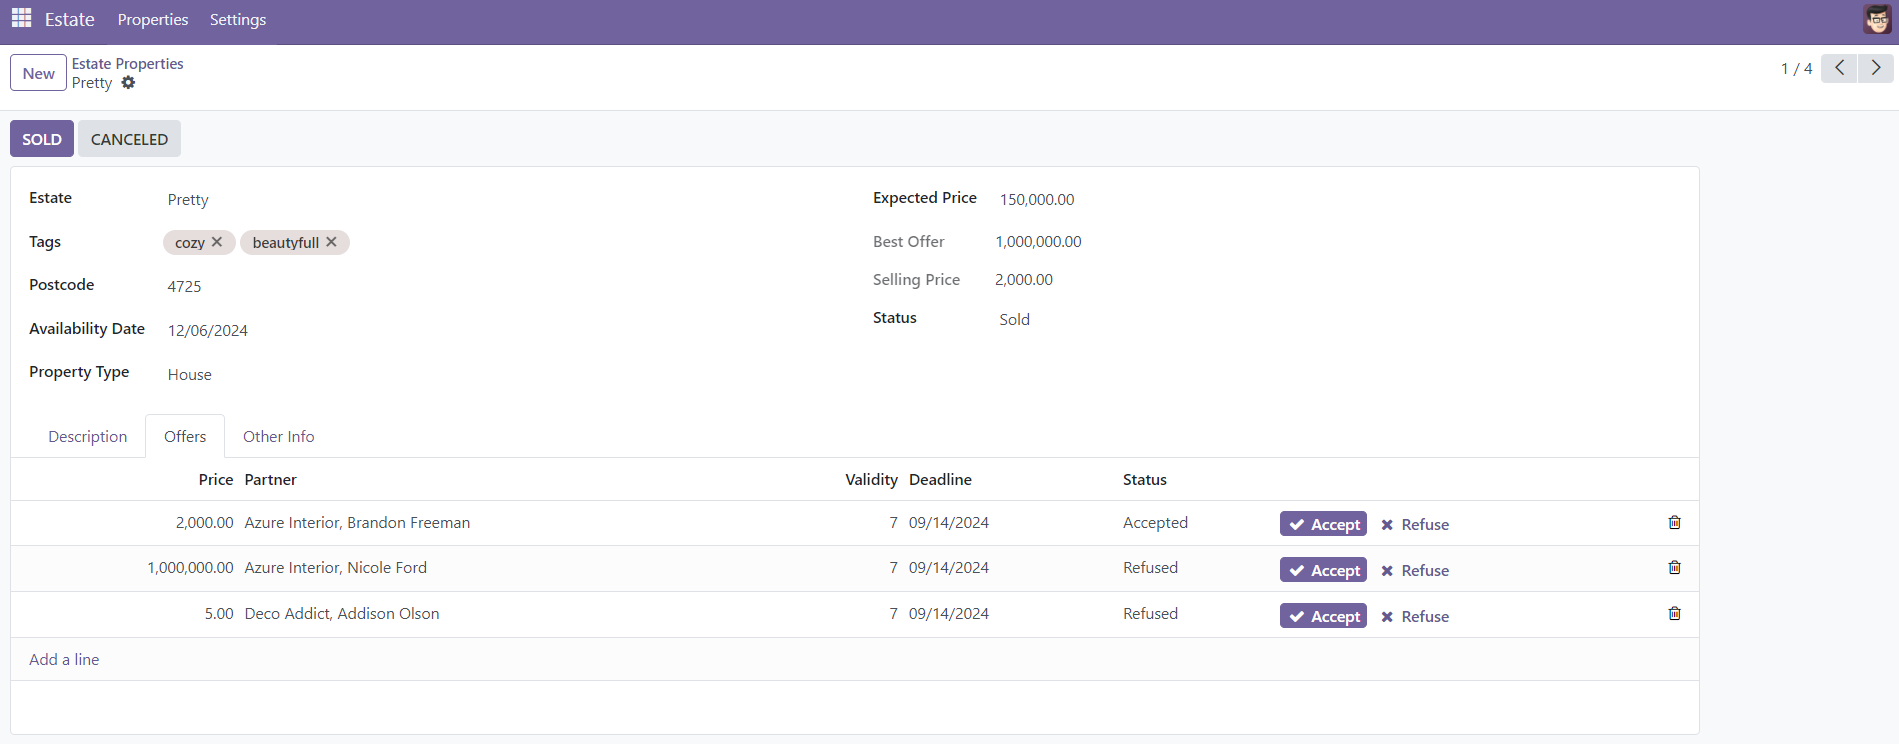 Estate Properties Settings
New Estate Properties
Pretty
1 / 4
SOLD CANCELED
Estate Pretty
Expected Price 150,000.00
Tags cozy beautyfull
Best Offer 1,000,000.00
Postcode 4725
Selling Price 2,000.00
Availability Date 12/06/2024
Status Sold
Property Type House
Description Offers Other Info
Price Partner Validity Deadline Status
2,000.00 Azure Interior, Brandon Freeman 7 09/14/2024 Accepted Accept Refuse
1,000,000.00 Azure Interior, Nicole Ford 7 09/14/2024 Refused Accept Refuse
5.00 Deco Addict, Addison Olson 7 09/14/2024 Refused Accept Refuse
Add a line